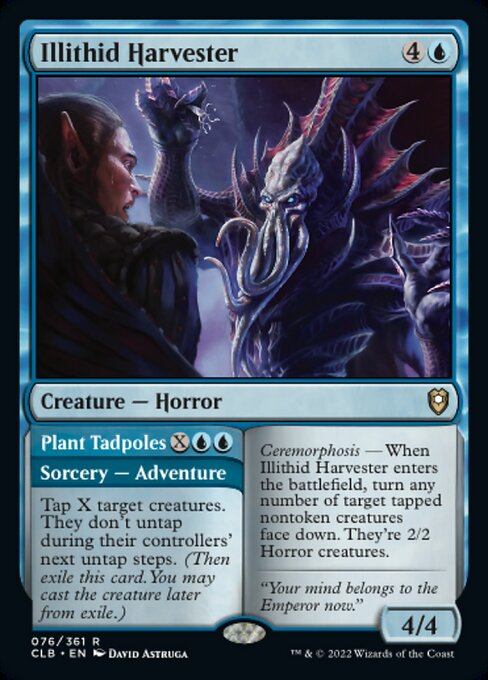 Illithid Harvester 4
Creature — Horror
Plant Tadpoles X
Sorcery — Adventure
Tap X target creatures.
They don't untap
during their controllers'
next untap steps. (Then
exile this card. You may
cast the creature later
from exile.)
Ceremorphosis — When
Illithid Harvester enters
the battlefield, turn any
number of target tapped
nontoken creatures
face down. They're 2/2
Horror creatures.
"Your mind belongs to the
Emperor now."
4/4
076/361 R
CLB • EN David Astruga
™ & © 2022 Wizards of the Coast